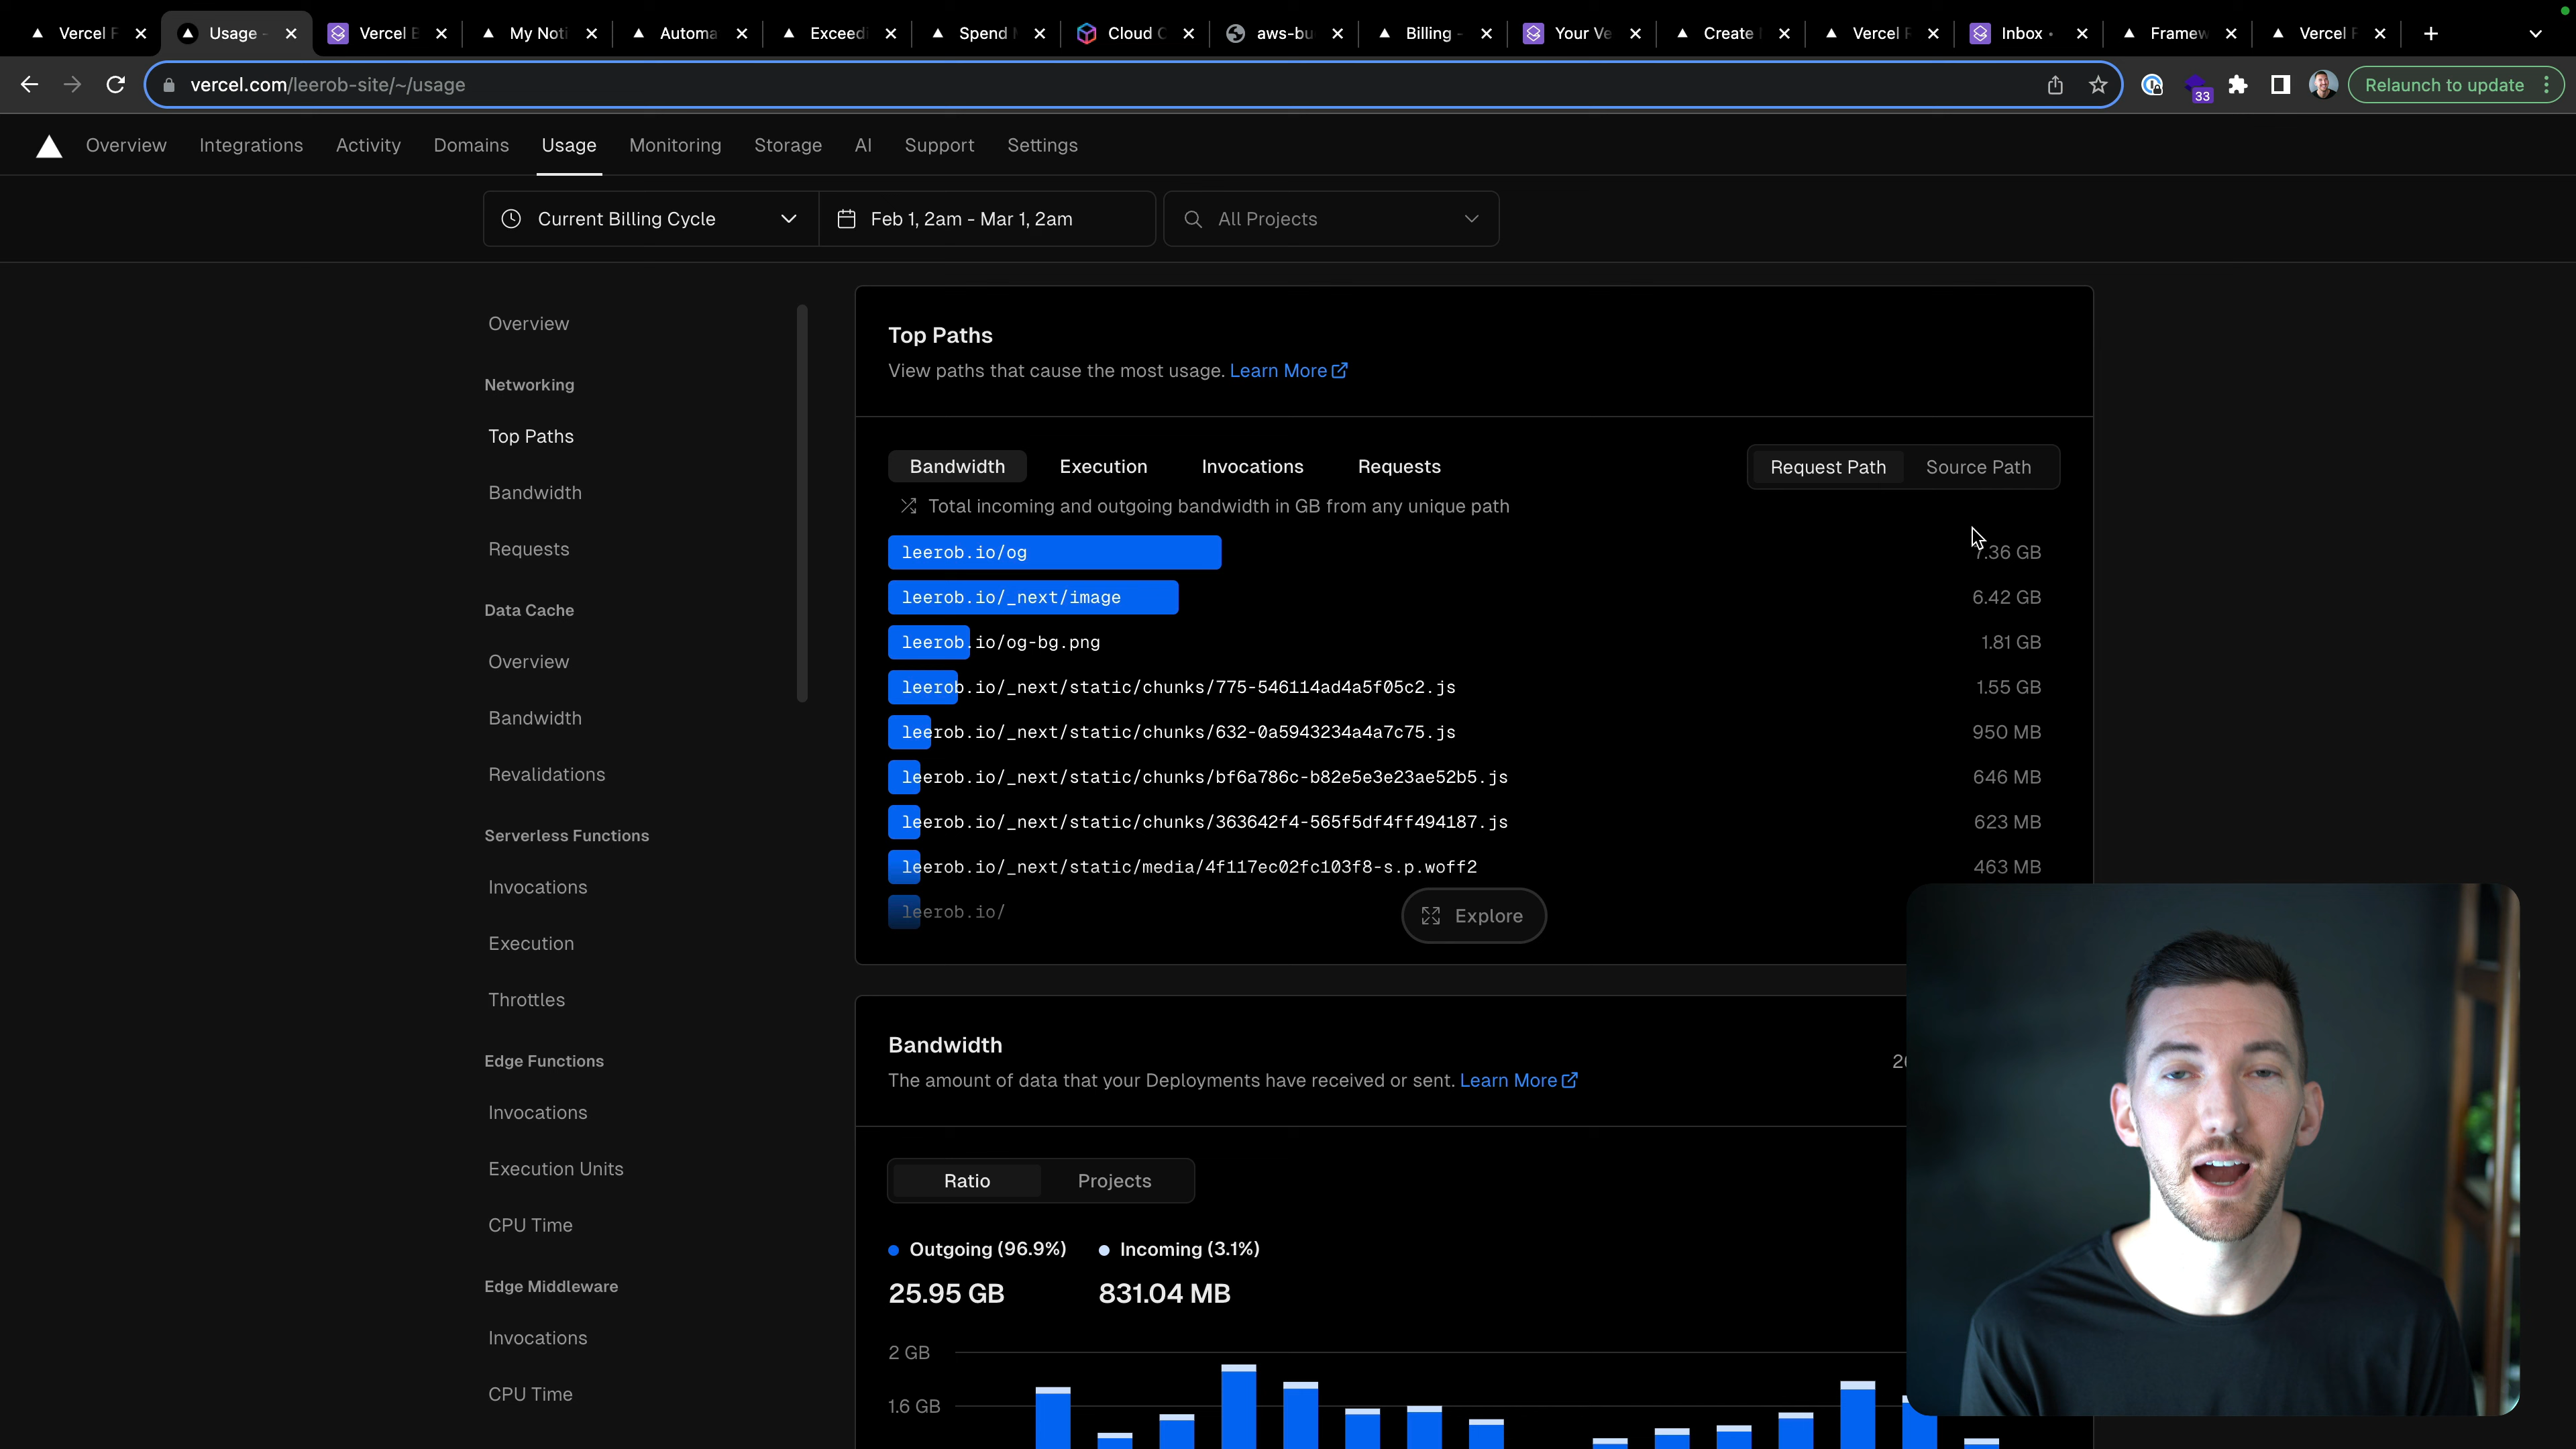 Vercel
Usage -
Vercel
My Noti
Automa
Exceedi
Spend
Cloud C
aws-bu
Billing -
Your Ve
Create
Vercel
Inbox •
Framew
Vercel
vercel.com/leerob-site/~/usage
33
Relaunch to update
Overview
Integrations
Activity
Domains
Usage
Monitoring
Storage
AI
Support
Settings
Current Billing Cycle
Feb 1, 2am - Mar 1, 2am
All Projects
Overview
Networking
Top Paths
Bandwidth
Requests
Data Cache
Overview
Bandwidth
Revalidations
Serverless Functions
Invocations
Execution
Throttles
Edge Functions
Invocations
Execution Units
CPU Time
Edge Middleware
Invocations
CPU Time
Top Paths
View paths that cause the most usage. Learn More
Bandwidth Execution Invocations Requests
Request Path Source Path
Total incoming and outgoing bandwidth in GB from any unique path
leerob.io/og 7.36 GB
leerob.io/_next/image 6.42 GB
leerob.io/og-bg.png 1.81 GB
leerob.io/_next/static/chunks/775-546114ad4a5f05c2.js 1.55 GB
leerob.io/_next/static/chunks/632-0a5943234a4a7c75.js 950 MB
leerob.io/_next/static/chunks/bf6a786c-b82e5e3e23ae52b5.js 646 MB
leerob.io/_next/static/chunks/363642f4-565f5df4ff494187.js 623 MB
leerob.io/_next/static/media/4f117ec02fc103f8-s.p.woff2 463 MB
leerob.io/
Explore
Bandwidth
The amount of data that your Deployments have received or sent. Learn More
Ratio Projects
Outgoing (96.9%) Incoming (3.1%)
25.95 GB 831.04 MB
2 GB
1.6 GB